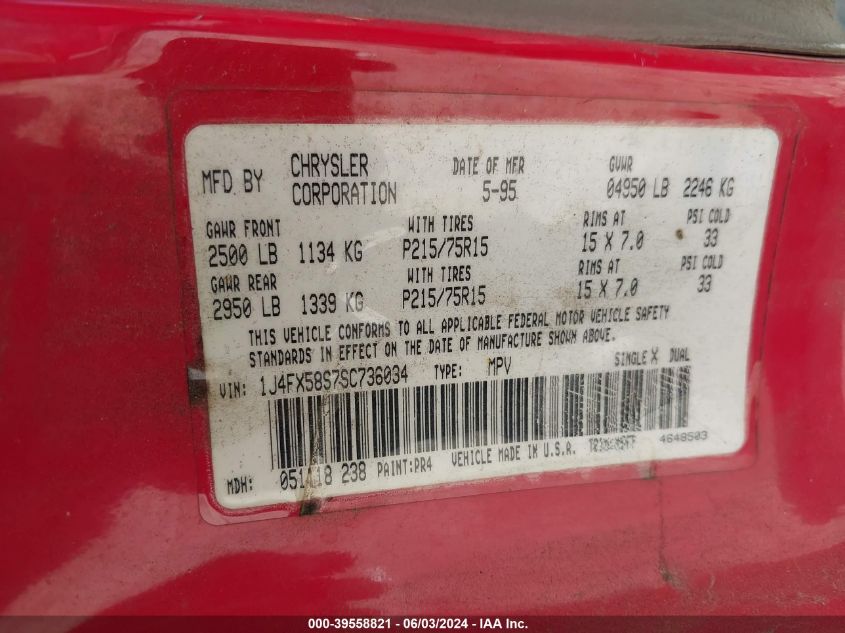 MFD BY CHRYSLER CORPORATION DATE OF MFR 5-95 GVWR 04950 LB 2246 KG
GAWR FRONT WITH TIRES RIMS AT PSI COLD
2500 LB 1134 KG P215/75R15 15 X 7.0 33
GAWR REAR WITH TIRES RIMS AT PSI COLD
2950 LB 1339 KG P215/75R15 15 X 7.0 33
THIS VEHICLE CONFORMS TO ALL APPLICABLE FEDERAL MOTOR VEHICLE SAFETY
STANDARDS IN EFFECT ON THE DATE OF MANUFACTURE SHOWN ABOVE.
VIN: 1J4FX58S7SC736034 TYPE: MPV SINGLE X DUAL
MDH: 051118 238 PAINT:PR4 VEHICLE MADE IN U.S.A. 4648503
000-39558821 - 06/03/2024 - IAA Inc.